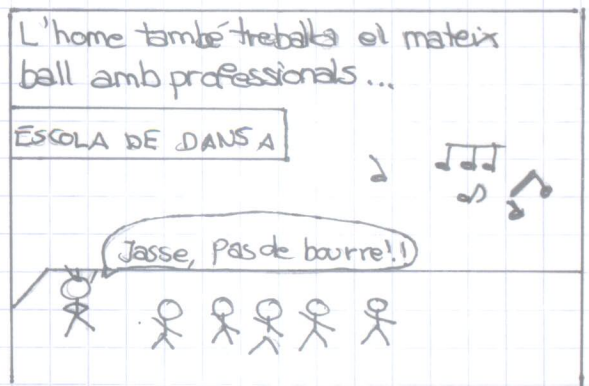 L'home també treballa el mateix
ball amb professionals...
ESCOLA DE DANSA
Jasse, pas de bourre!!